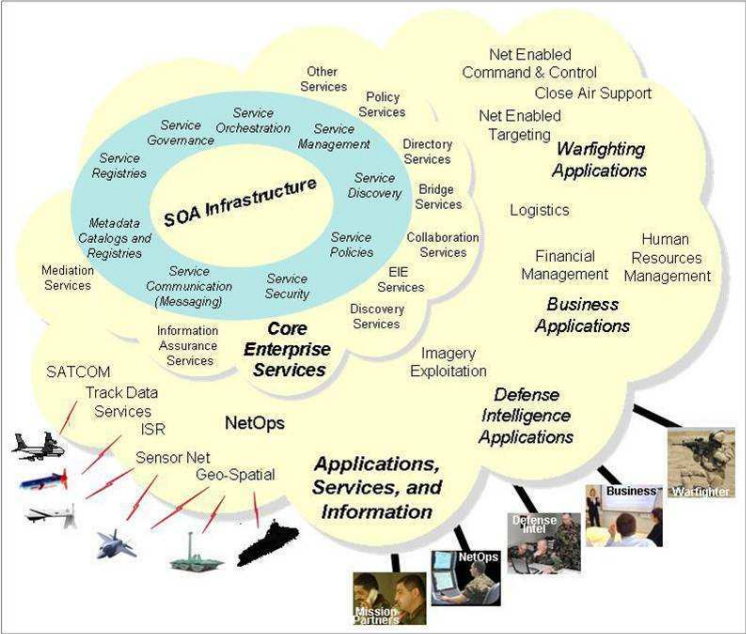 Net Enabled
Command & Control
Close Air Support
Net Enabled
Targeting
Warfighting
Applications
Other
Services
Policy
Services
Directory
Services
Bridge
Services
Collaboration
Services
EIE
Services
Discovery
Services
Service
Orchestration
Service
Governance
Service
Management
Service
Registries
Service
Discovery
SOA Infrastructure
Metadata
Catalogs and
Registries
Service
Policies
Service
Communication
(Messaging)
Service
Security
Mediation
Services
Information
Assurance
Services
Core
Enterprise
Services
Logistics
Financial
Management
Human
Resources
Management
Business
Applications
Imagery
Exploitation
Defense
Intelligence
Applications
SATCOM
Track Data
Services
ISR
NetOps
Sensor Net
Geo-Spatial
Applications,
Services, and
Information
Warfighter
Business
Defense
Intel
NetOps
Mission
Partners